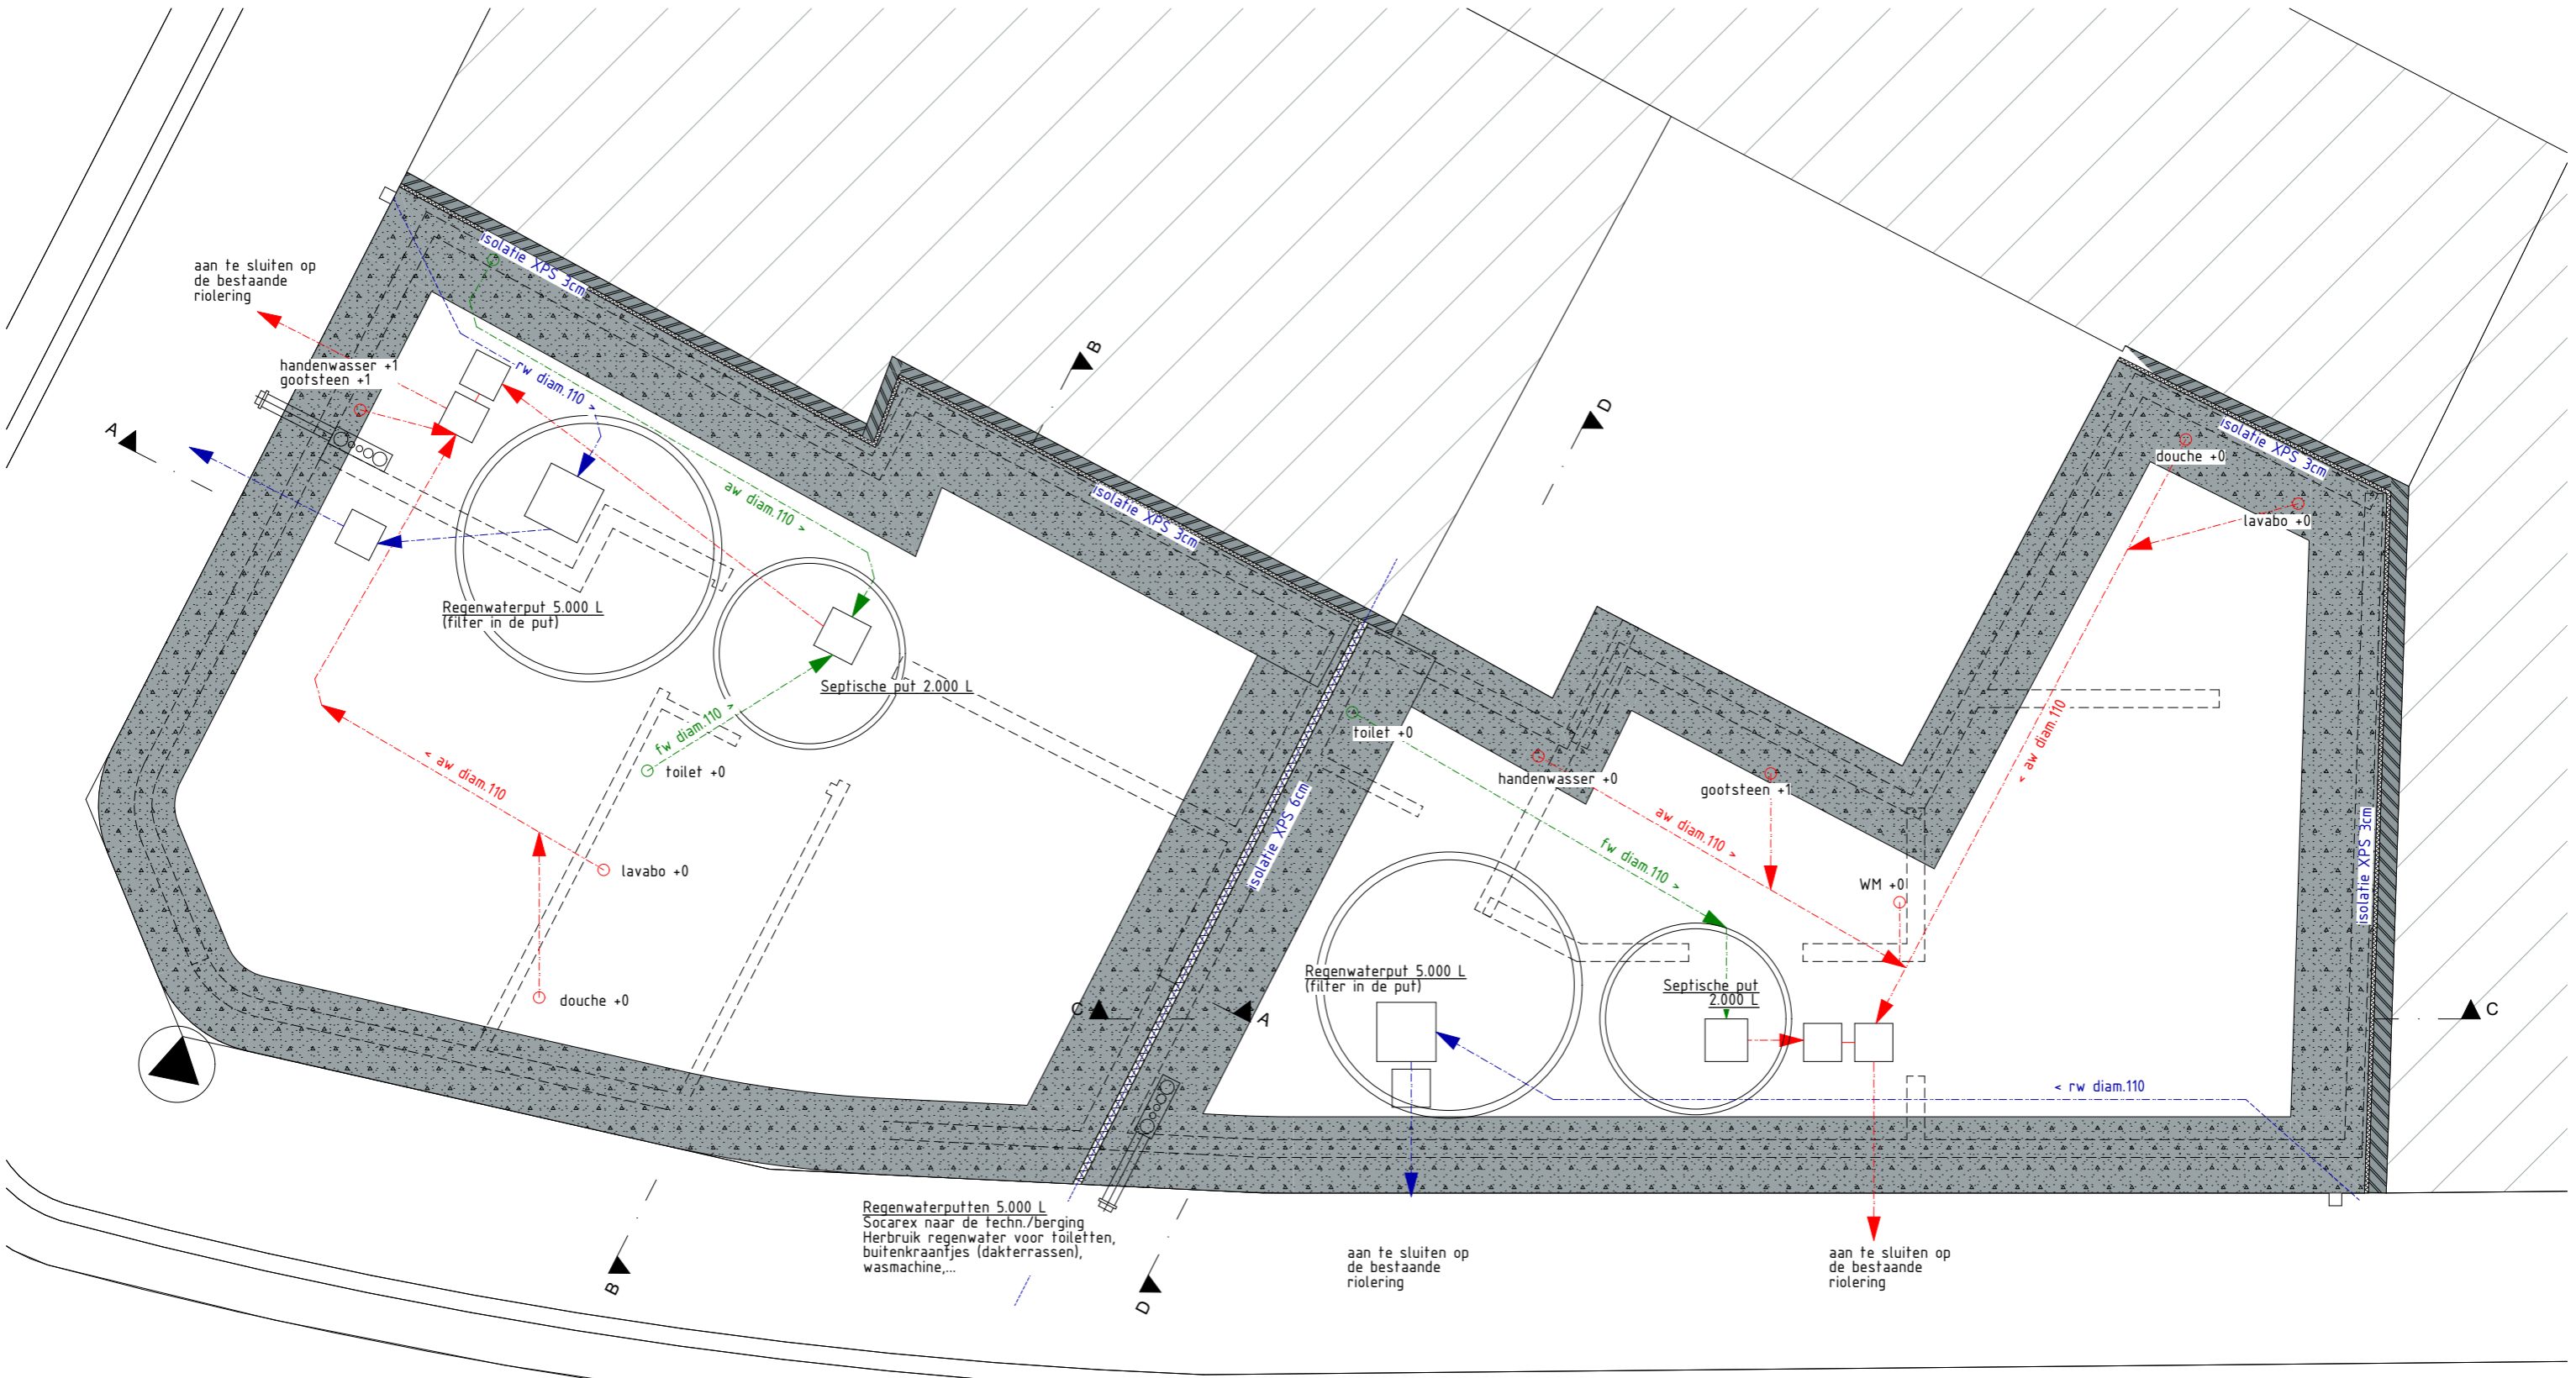 isolatie XPS 3cm
aan te sluiten op
de bestaande
riolering
B
handenwasser +1
gootsteen +1
rw diam.110 >
D
A
isolatie XPS 3cm
douche +0
aw diam.110 >
isolatie XPS 3cm
lavabo +0
Regenwaterput 5.000 L
(filter in de put)
Septische put 2.000 L
fw diam.110 >
toilet +0
< aw diam.110
lavabo +0
douche +0
toilet +0
isolatie XPS 6cm
handenwasser +0
gootsteen +1
aw diam.110 >
fw diam.110 >
< aw diam.110
WM +0
isolatie XPS 3cm
Regenwaterput 5.000 L
(filter in de put)
Septische put
2.000 L
C
A
C
< rw diam.110
Regenwaterputten 5.000 L
Socarex naar de techn./berging
Herbruik regenwater voor toiletten,
buitenkraantjes (dakterrassen),
wasmachine,...
B
D
aan te sluiten op
de bestaande
riolering
aan te sluiten op
de bestaande
riolering